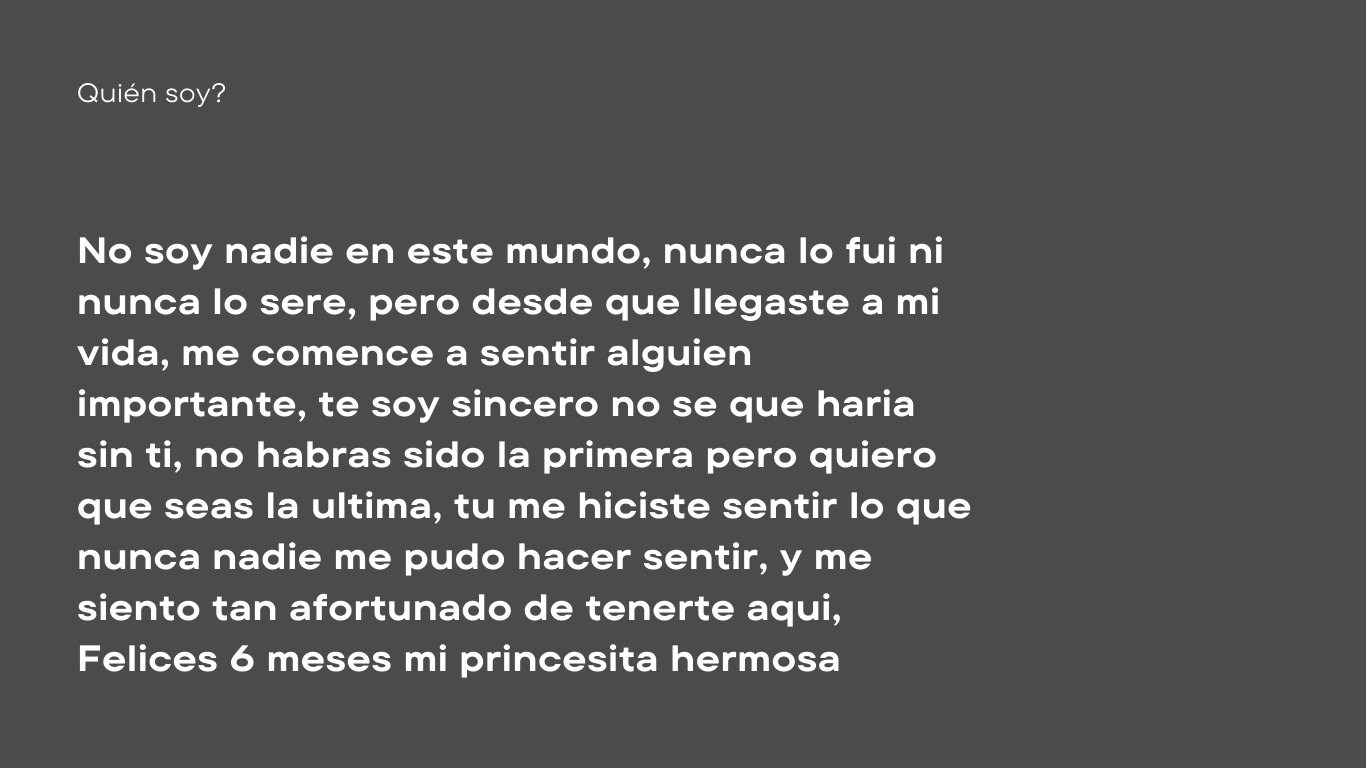 Quién soy?
No soy nadie en este mundo, nunca lo fui ni
nunca lo sere, pero desde que llegaste a mi
vida, me comence a sentir alguien
importante, te soy sincero no se que haria
sin ti, no habras sido la primera pero quiero
que seas la ultima, tu me hiciste sentir lo que
nunca nadie me pudo hacer sentir, y me
siento tan afortunado de tenerte aqui,
Felices 6 meses mi princesita hermosa